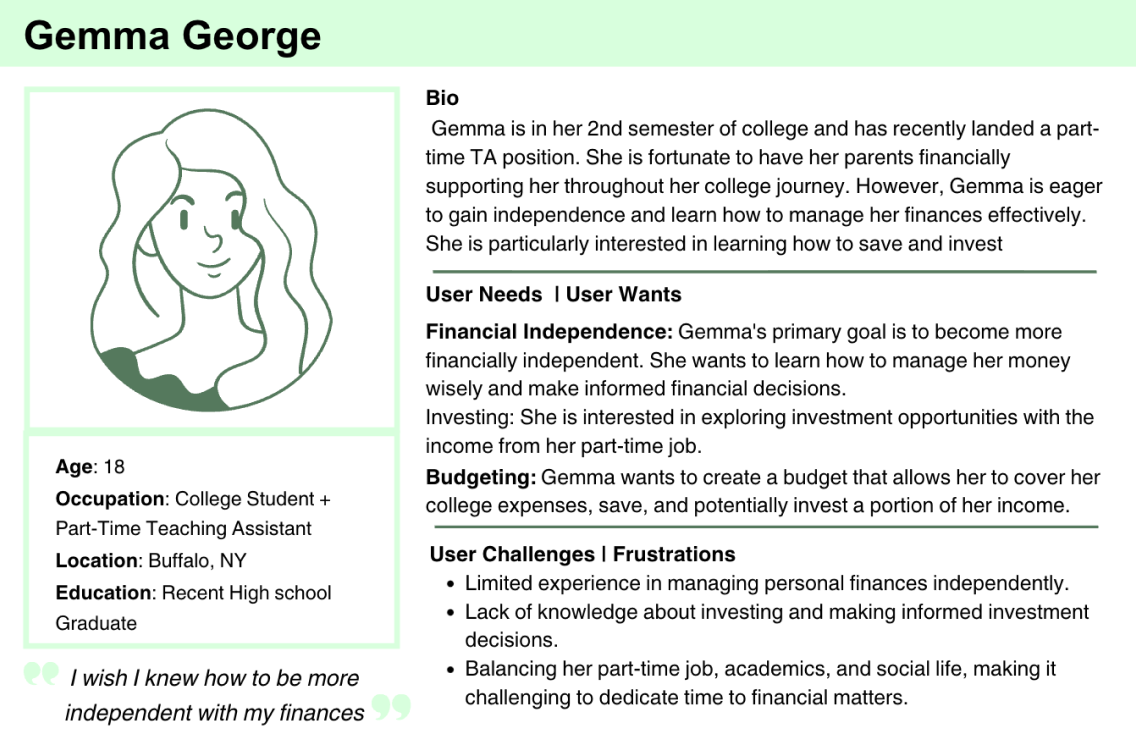 Gemma George
Age: 18
Occupation: College Student +
Part-Time Teaching Assistant
Location: Buffalo, NY
Education: Recent High school
Graduate
I wish I knew how to be more
independent with my finances
Bio
Gemma is in her 2nd semester of college and has recently landed a part-
time TA position. She is fortunate to have her parents financially
supporting her throughout her college journey. However, Gemma is eager
to gain independence and learn how to manage her finances effectively.
She is particularly interested in learning how to save and invest
User Needs | User Wants
Financial Independence: Gemma's primary goal is to become more
financially independent. She wants to learn how to manage her money
wisely and make informed financial decisions.
Investing: She is interested in exploring investment opportunities with the
income from her part-time job.
Budgeting: Gemma wants to create a budget that allows her to cover her
college expenses, save, and potentially invest a portion of her income.
User Challenges | Frustrations
• Limited experience in managing personal finances independently.
• Lack of knowledge about investing and making informed investment
decisions.
• Balancing her part-time job, academics, and social life, making it
challenging to dedicate time to financial matters.